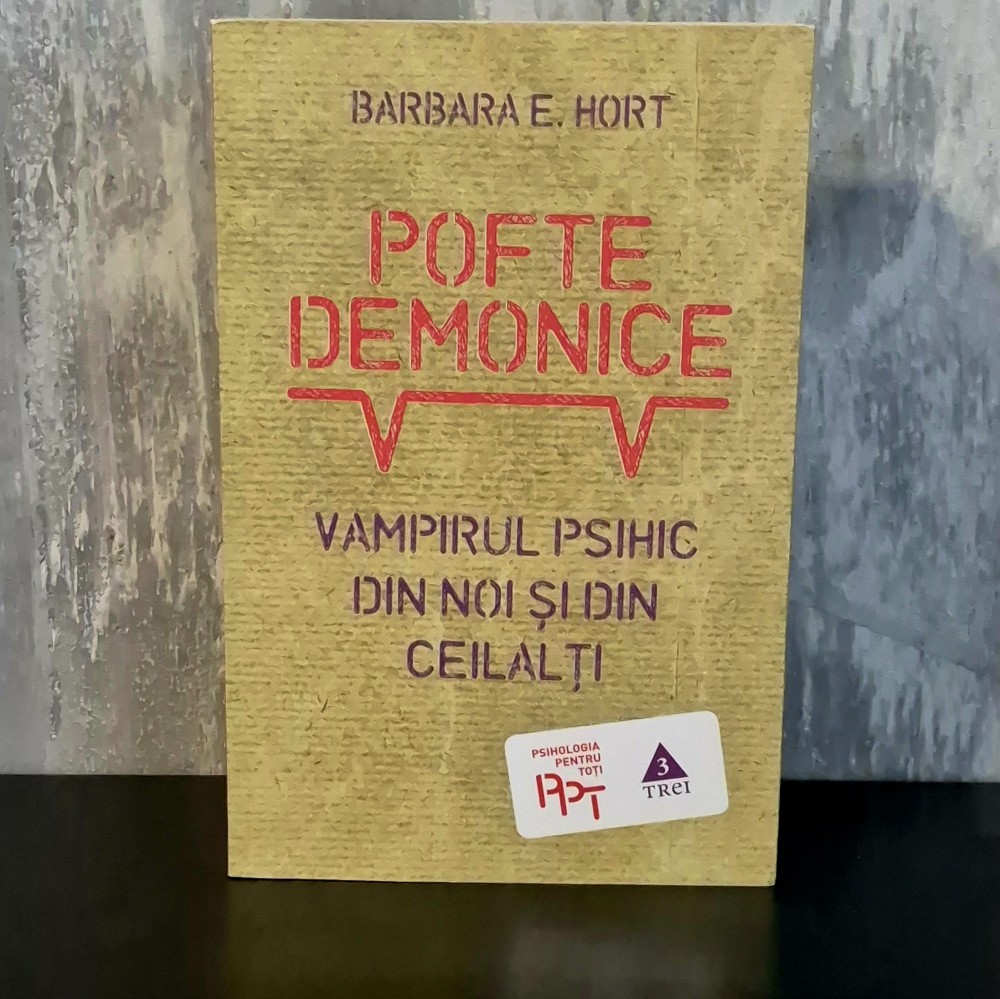 BARBARA E. HORT
POFTE
DEMONICE
VAMPIRUL PSIHIC
DIN NOI ȘI DIN
CEILALȚI
PSIHOLOGIA
PENTRU
TOȚI
PPT
3
TREI